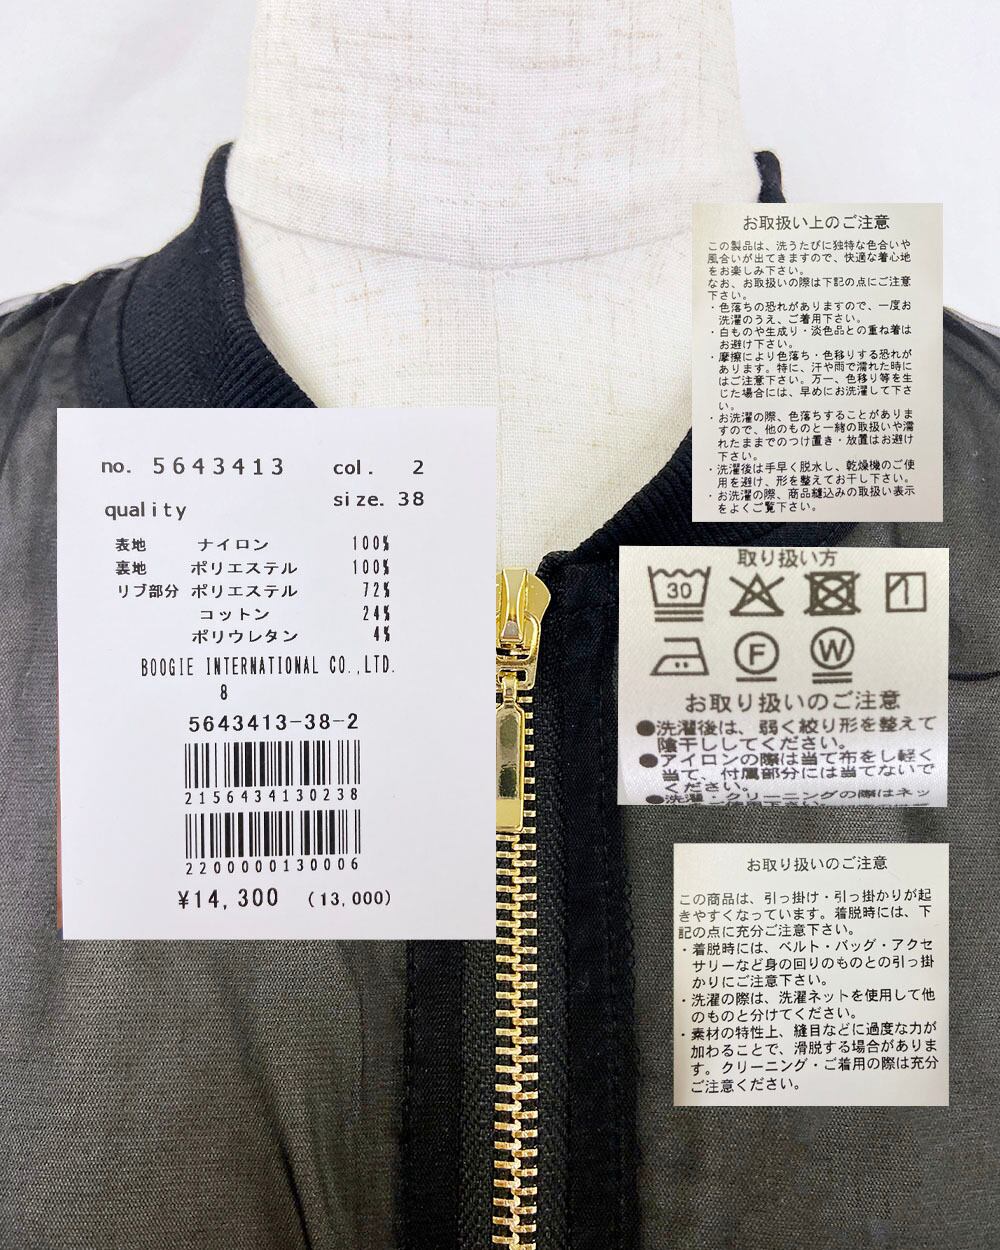 no. 5643413 col. 2
quality size. 38
表地 ナイロン 100%
裏地 ポリエステル 100%
リブ部分 ポリエステル 72%
コットン 24%
ポリウレタン 4%
BOOGIE INTERNATIONAL CO.,LTD.
8
5643413-38-2
2156434130238
2200000130006
¥14,300 (13,000)
お取扱い上のご注意
この製品は、洗うたびに独特な色合いや
風合いが出てきますので、快適な着心地
をお楽しみ下さい。
なお、お取扱いの際は下記の点にご注意
下さい。
・色落ちの恐れがありますので、一度お
洗濯のうえ、ご着用下さい。
・白ものや生成り・淡色品との重ね着は
お避け下さい。
・摩擦により色落ち・色移りする恐れが
あります。特に、汗や雨で濡れた時に
はご注意下さい。万一、色移り等を生
じた場合には、早めにお洗濯して下さ
い。
・お洗濯の際、色落ちすることがありま
すので、他のものと一緒の取扱いや濡
れたままでのつけ置き・放置はお避け
下さい。
・洗濯後は手早く脱水し、乾燥機のご使
用を避け、形を整えてお干し下さい。
・お洗濯の際、商品縫込みの取扱い表示
をよくご覧下さい。
取り扱い方
30
F W
お取り扱いのご注意
●洗濯後は、弱く絞り形を整えて
陰干ししてください。
●アイロンの際は当て布をし軽く
当て、付属部分には当てないで
ください。
●洗濯・クリーニングの際はネッ
お取り扱いのご注意
この商品は、引っ掛け・引っ掛かりが起
きやすくなっています。着脱時には、下
記の点に充分ご注意下さい。
・着脱時には、ベルト・バッグ・アクセ
サリーなど身の回りのものとの引っ掛
かりにご注意下さい。
・洗濯の際は、洗濯ネットを使用して他
のものと分けてください。
・素材の特性上、縫目などに過度な力が
加わることで、滑脱する場合がありま
す。クリーニング・ご着用の際は充分
ご注意ください。